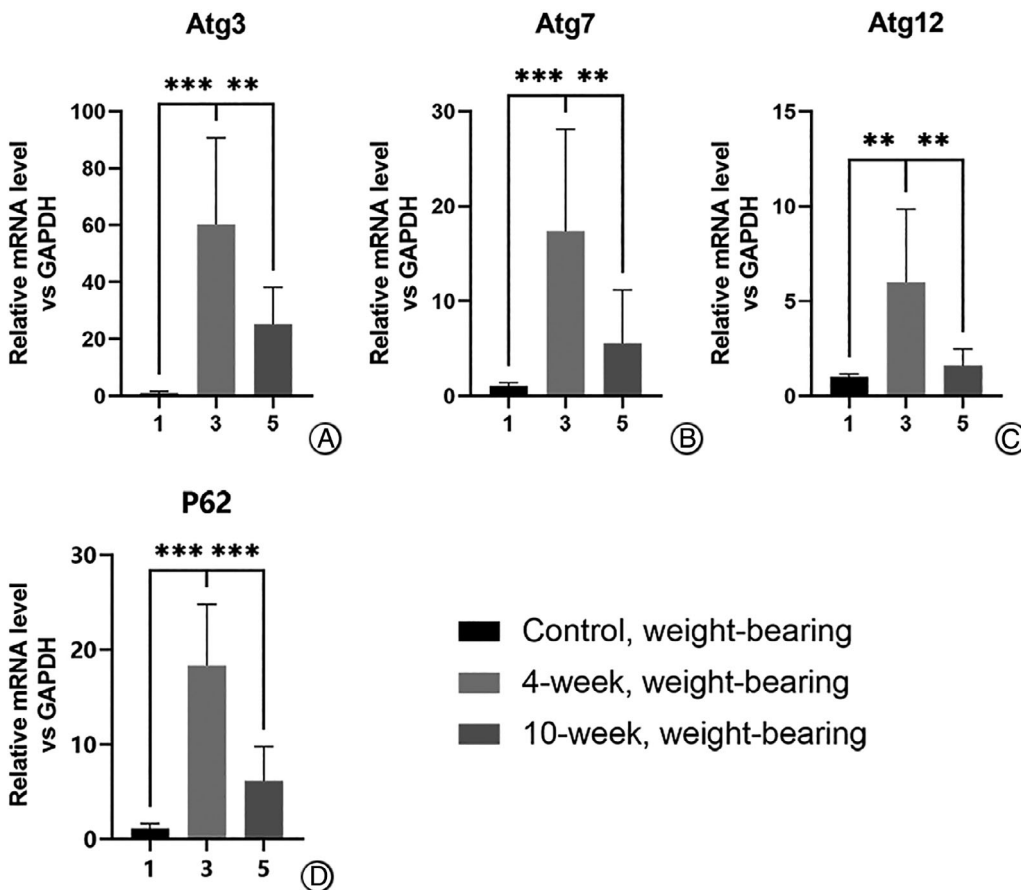 Atg3
Relative mRNA level
vs GAPDH
*** **
100
80
60
40
20
0
1 3 5
A
Atg7
Relative mRNA level
vs GAPDH
*** **
30
20
10
0
1 3 5
B
Atg12
Relative mRNA level
vs GAPDH
** **
15
10
5
0
1 3 5
C
P62
Relative mRNA level
vs GAPDH
*** ***
30
20
10
0
1 3 5
D
Control, weight-bearing
4-week, weight-bearing
10-week, weight-bearing